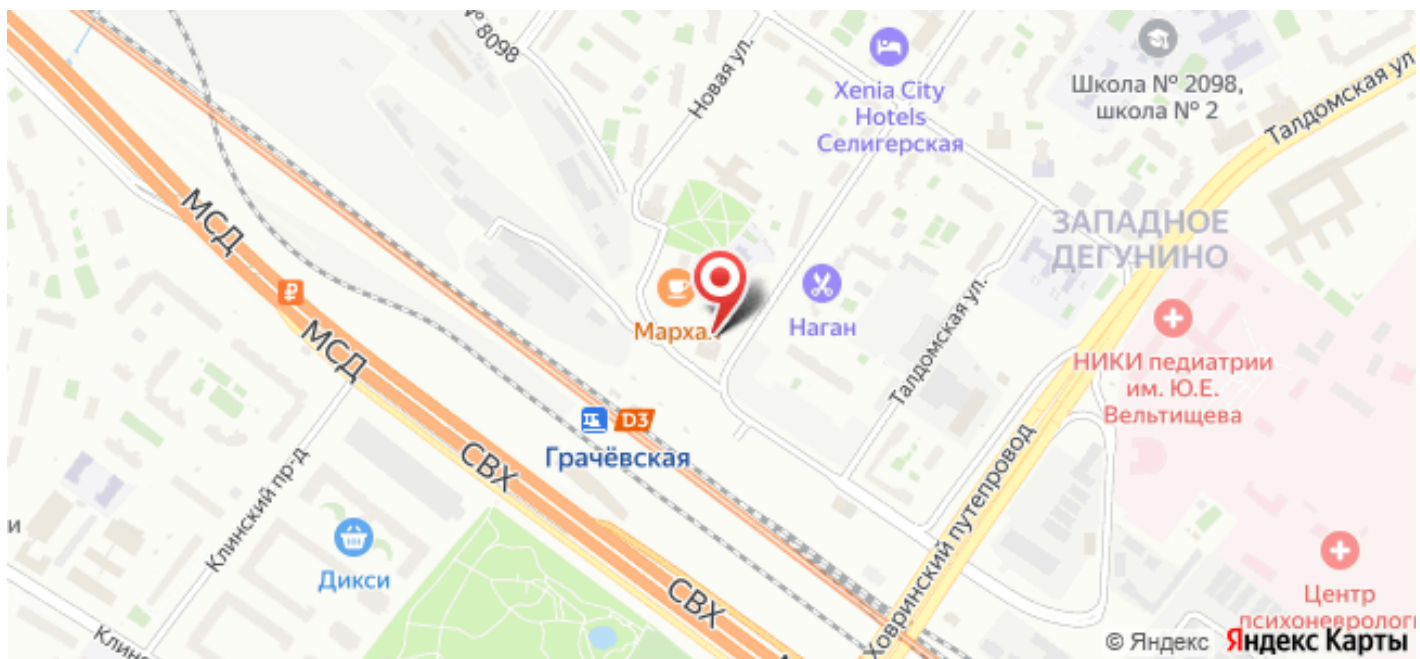 № 8098
Новая ул.
Xenia City
Hotels
Селигерская
Школа № 2098,
школа № 2
Талдомская ул.
МСД
ЗАПАДНОЕ
ДЕГУНИНО
₽
Марха
Наган
Талдомская ул.
НИКИ педиатрии
им. Ю.Е.
Вельтищева
МСД
D3
Грачёвская
СВХ
Клинский пр-д
и
Дикси
Ховринский путепровод
СВХ
Центр
психоневролог
Клинс
© Яндекс Яндекс Карты